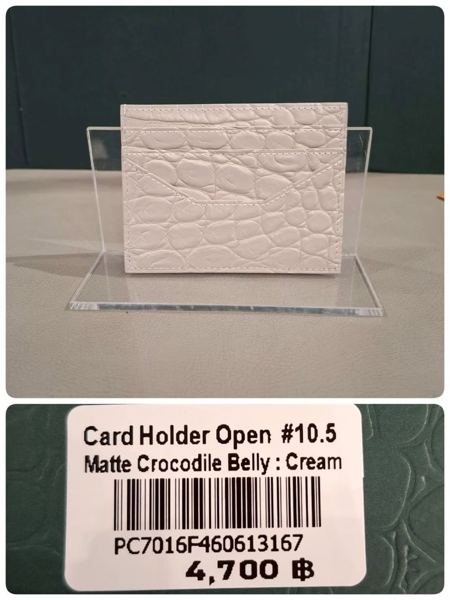 Card Holder Open #10.5
Matte Crocodile Belly : Cream
PC7016F460613167
4,700 ฿